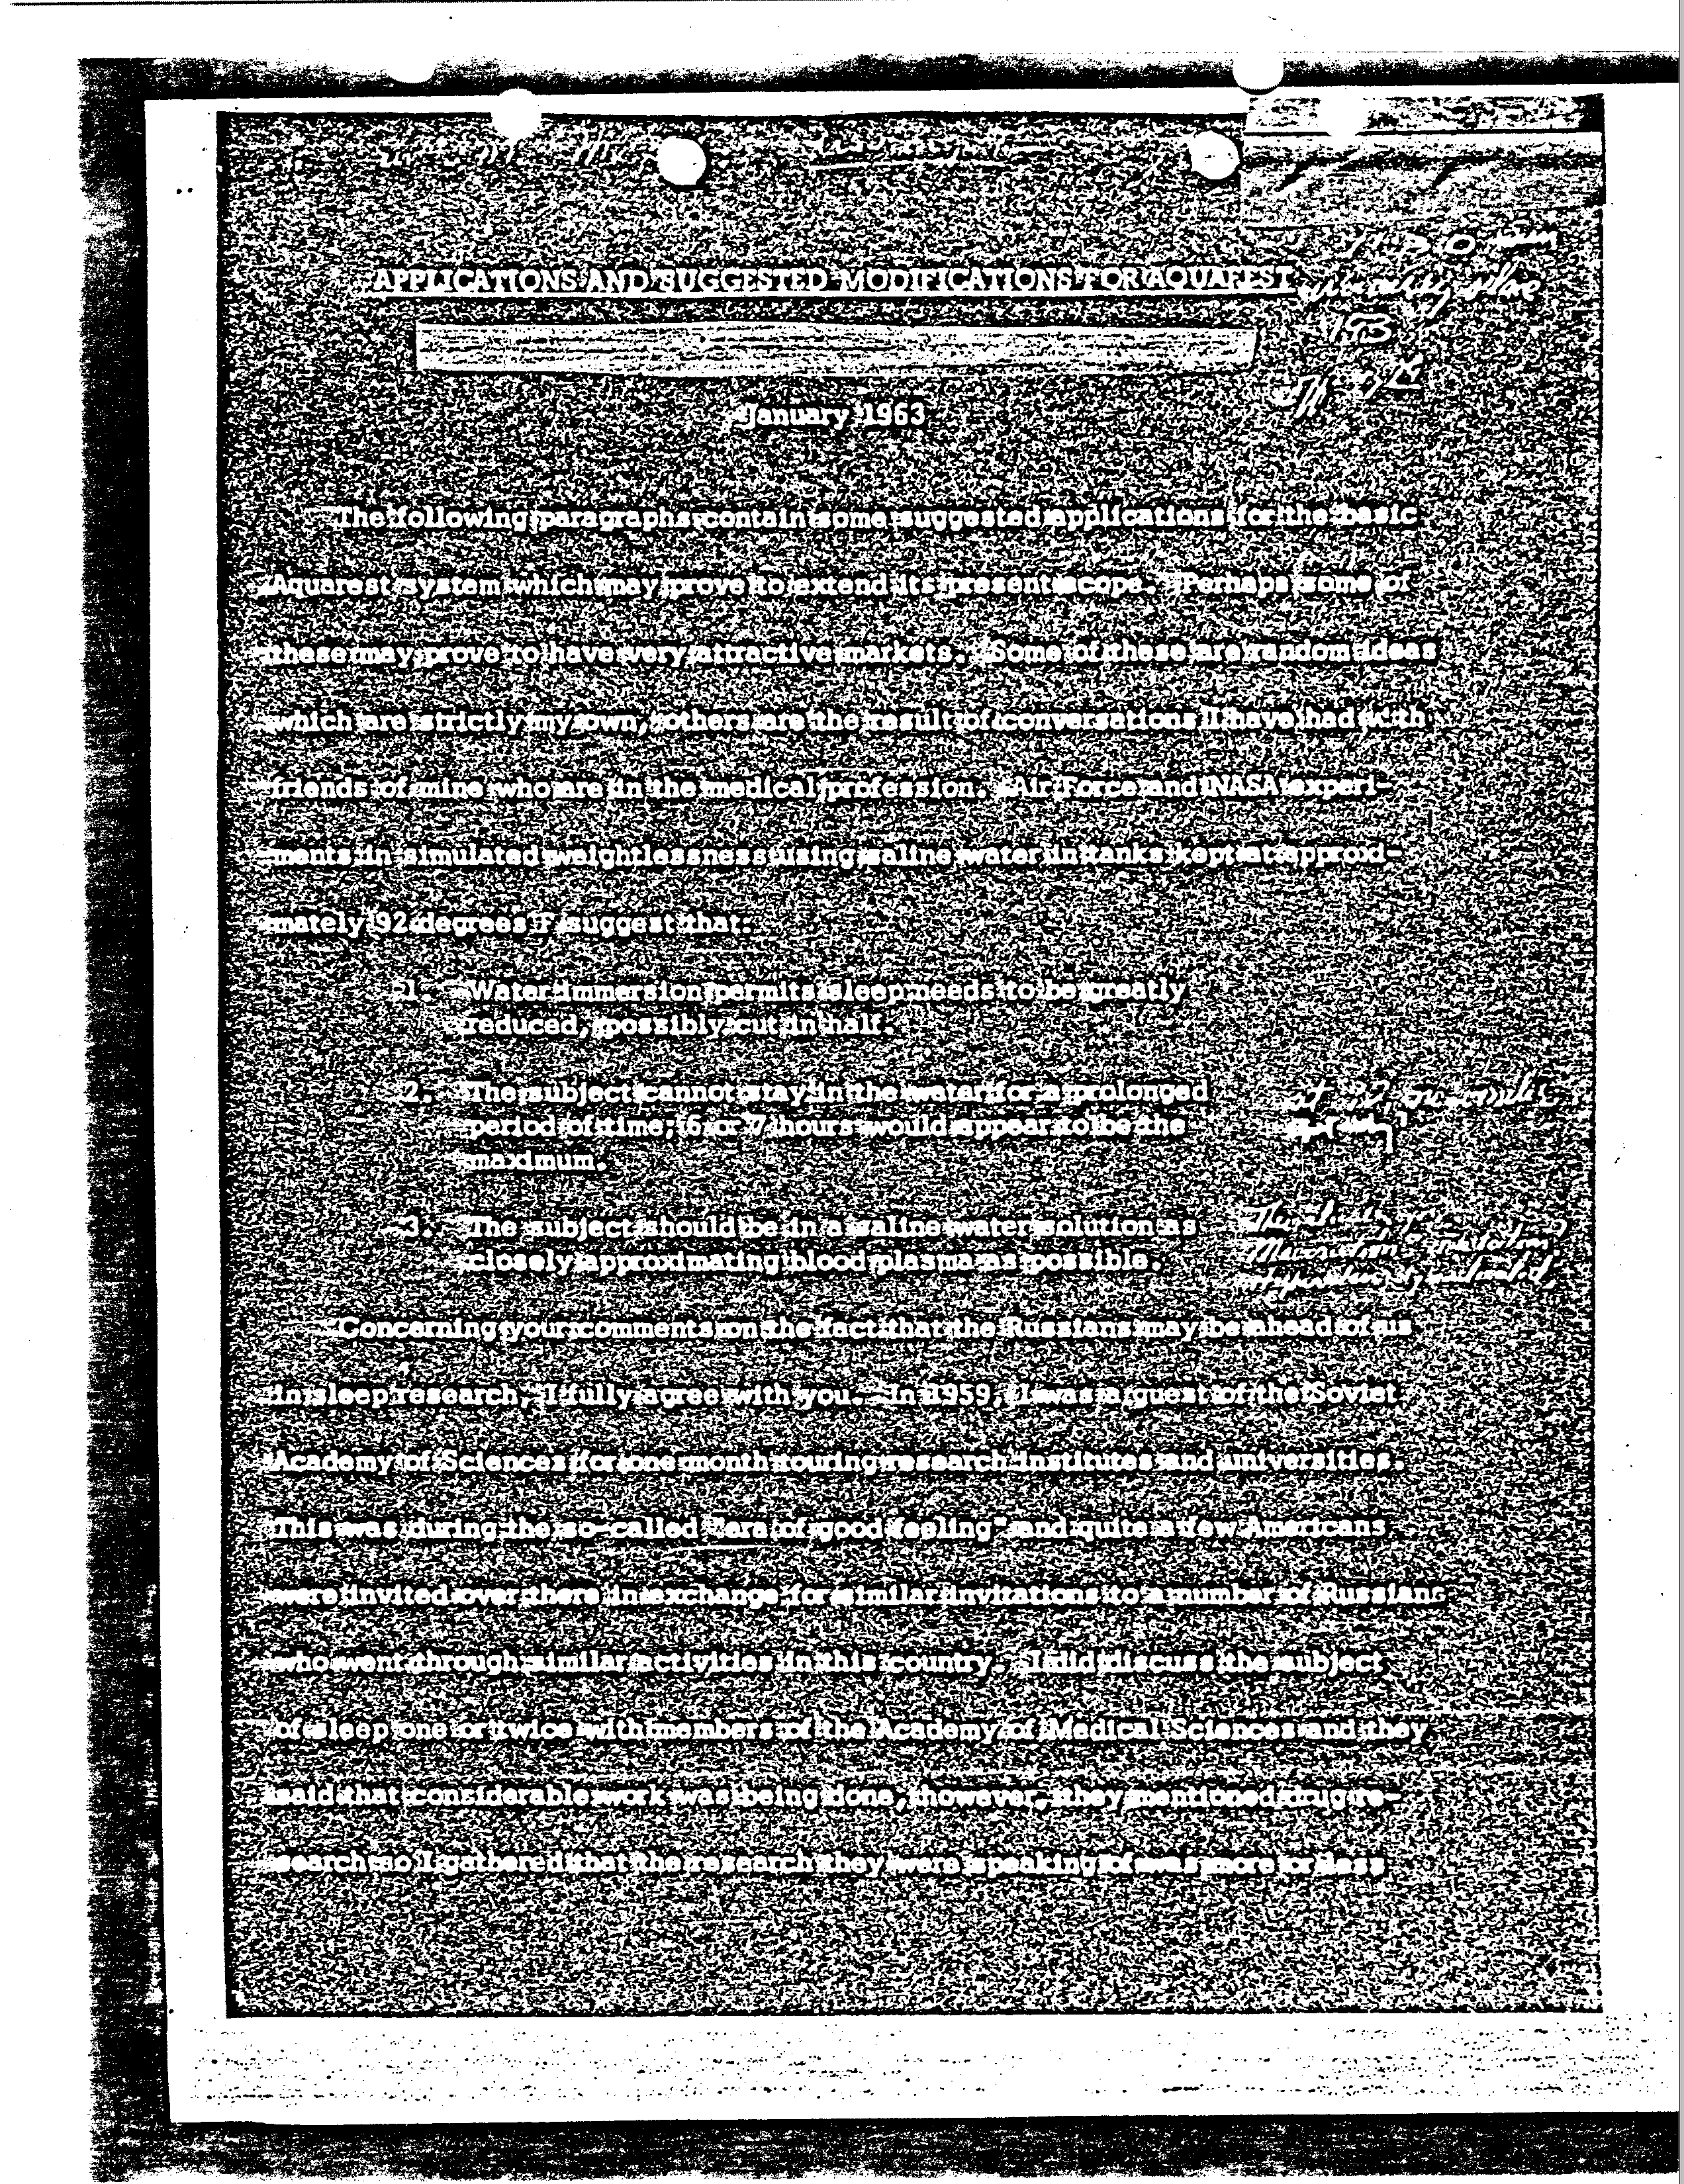 APPLICATIONS AND SUGGESTED MODIFICATIONS FOR AQUAREST
January 1963
The following paragraphs contain some suggested applications for the basic
Aquarest system which may prove to extend its present scope. Perhaps some of
these may prove to have very attractive markets. Some of these are random ideas
which are strictly my own, others are the result of conversations I have had with
friends of mine who are in the medical profession. Air Force and NASA experi-
ments in simulated weightlessness using saline water in tanks kept at approxi-
mately 92 degrees F suggest that:
1. Water immersion permits sleep needs to be greatly
reduced, possibly cut in half.
2. The subject cannot stay in the water for a prolonged
period of time; 6 or 7 hours would appear to be the
maximum.
3. The subject should be in a saline water solution as
closely approximating blood plasma as possible.
Concerning your comments on the fact that the Russians may be ahead of us
in sleep research, I fully agree with you. In 1959, I was a guest of the Soviet
Academy of Sciences for one month touring research institutes and universities.
This was during the so-called "era of good feeling" and quite a few Americans
were invited over there in exchange for similar invitations to a number of Russians
who went through similar activities in this country. I did discuss the subject
of sleep one or twice with members of the Academy of Medical Sciences and they
said that considerable work was being done, however, they mentioned drug re-
search so I gathered that the research they were speaking of was more or less